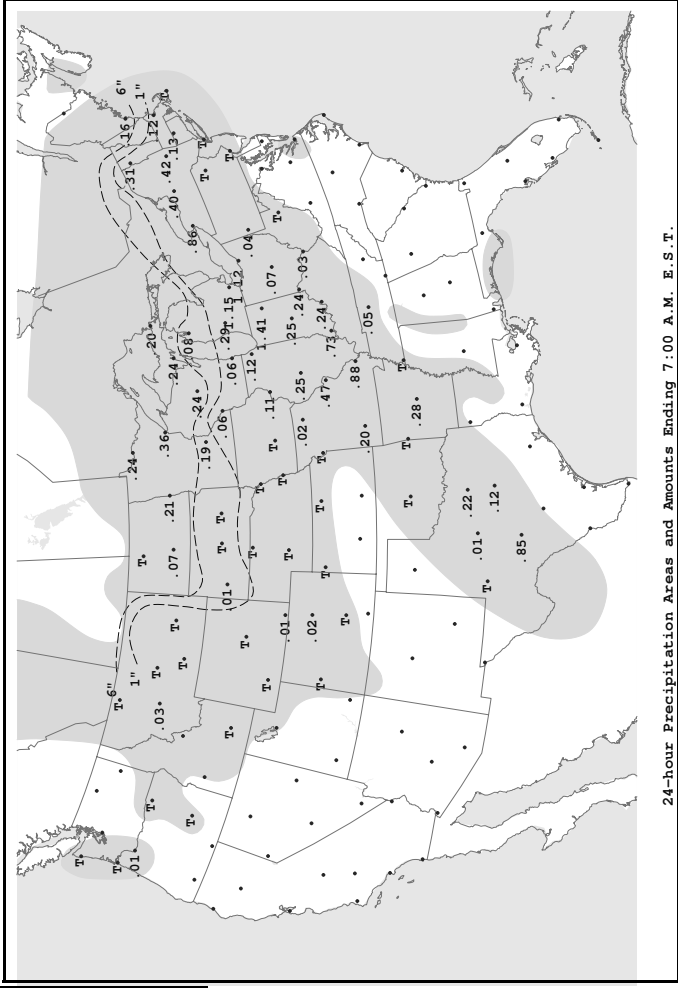 24-hour Precipitation Areas and Amounts Ending 7:00 A.M. E.S.T.
T
T
.01
T
T
6"
1"
T
.03
T
T
T
T
T
T
T
T
.01
.01
.02
T
T
.07
T
T
T
T
T
.21
.24
.36
.19
.06
T
.02
T
T
T
T
T
.20
.28
T
.22
.12
.01
.85
T
.24
.24
.20
.08
.06
.12
.11
.25
.47
.88
.29
1.15
1.12
1.41
.25
.24
.24
.73
.05
T
.07
.03
.04
T
.86
.40
.42
.31
.16
.12
.13
T
T
T
T
6"
1"